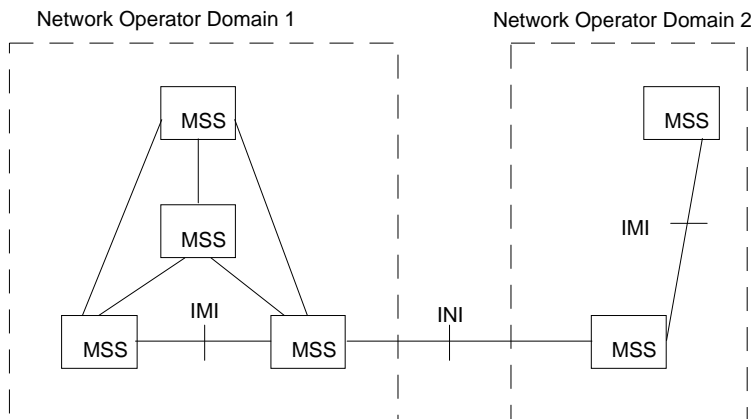 Network Operator Domain 1
Network Operator Domain 2
MSS
MSS
MSS
IMI
IMI
INI
MSS
MSS
MSS